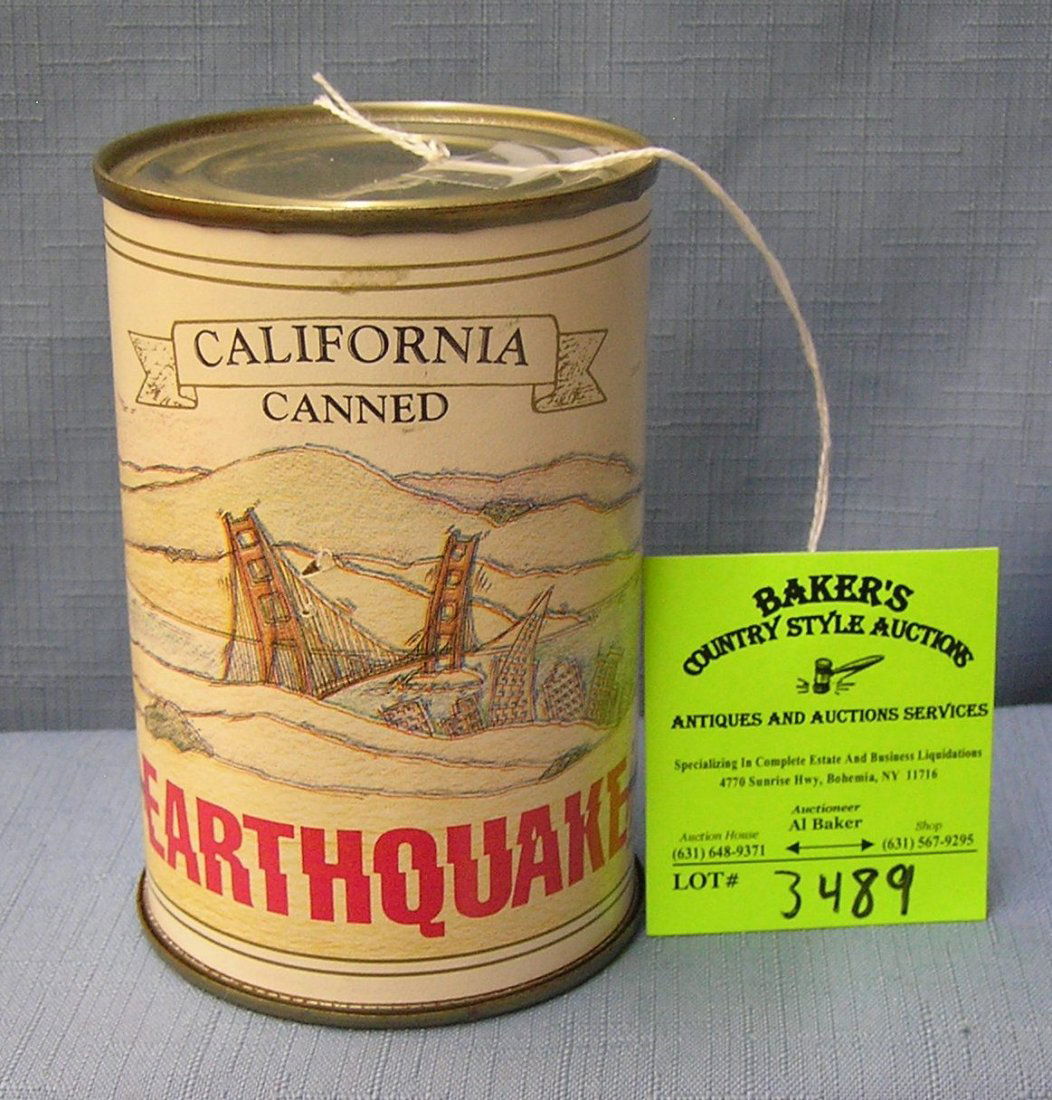 CALIFORNIA
CANNED
EARTHQUAKE
BAKER'S
COUNTRY STYLE AUCTIONS
ANTIQUES AND AUCTIONS SERVICES
Specializing In Complete Estate And Business Liquidations
4770 Sunrise Hwy, Bohemia, NY 11716
Auctioneer
Auction House Al Baker Shop
(631) 648-9371 (631) 567-9295
LOT# 3489